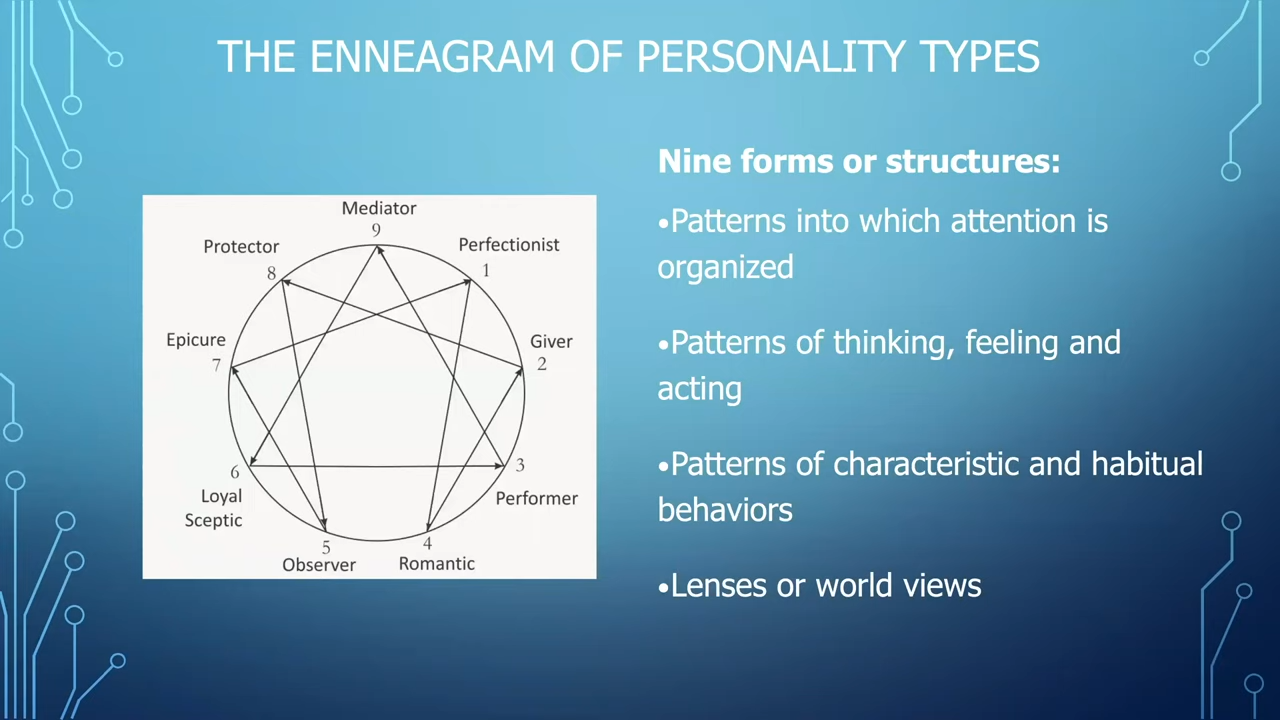 THE ENNEAGRAM OF PERSONALITY TYPES
Mediator
9
Protector
8
Perfectionist
1
Epicure
7
Giver
2
6
Loyal
Sceptic
3
Performer
5
Observer
4
Romantic
Nine forms or structures:
•Patterns into which attention is
organized
•Patterns of thinking, feeling and
acting
•Patterns of characteristic and habitual
behaviors
•Lenses or world views